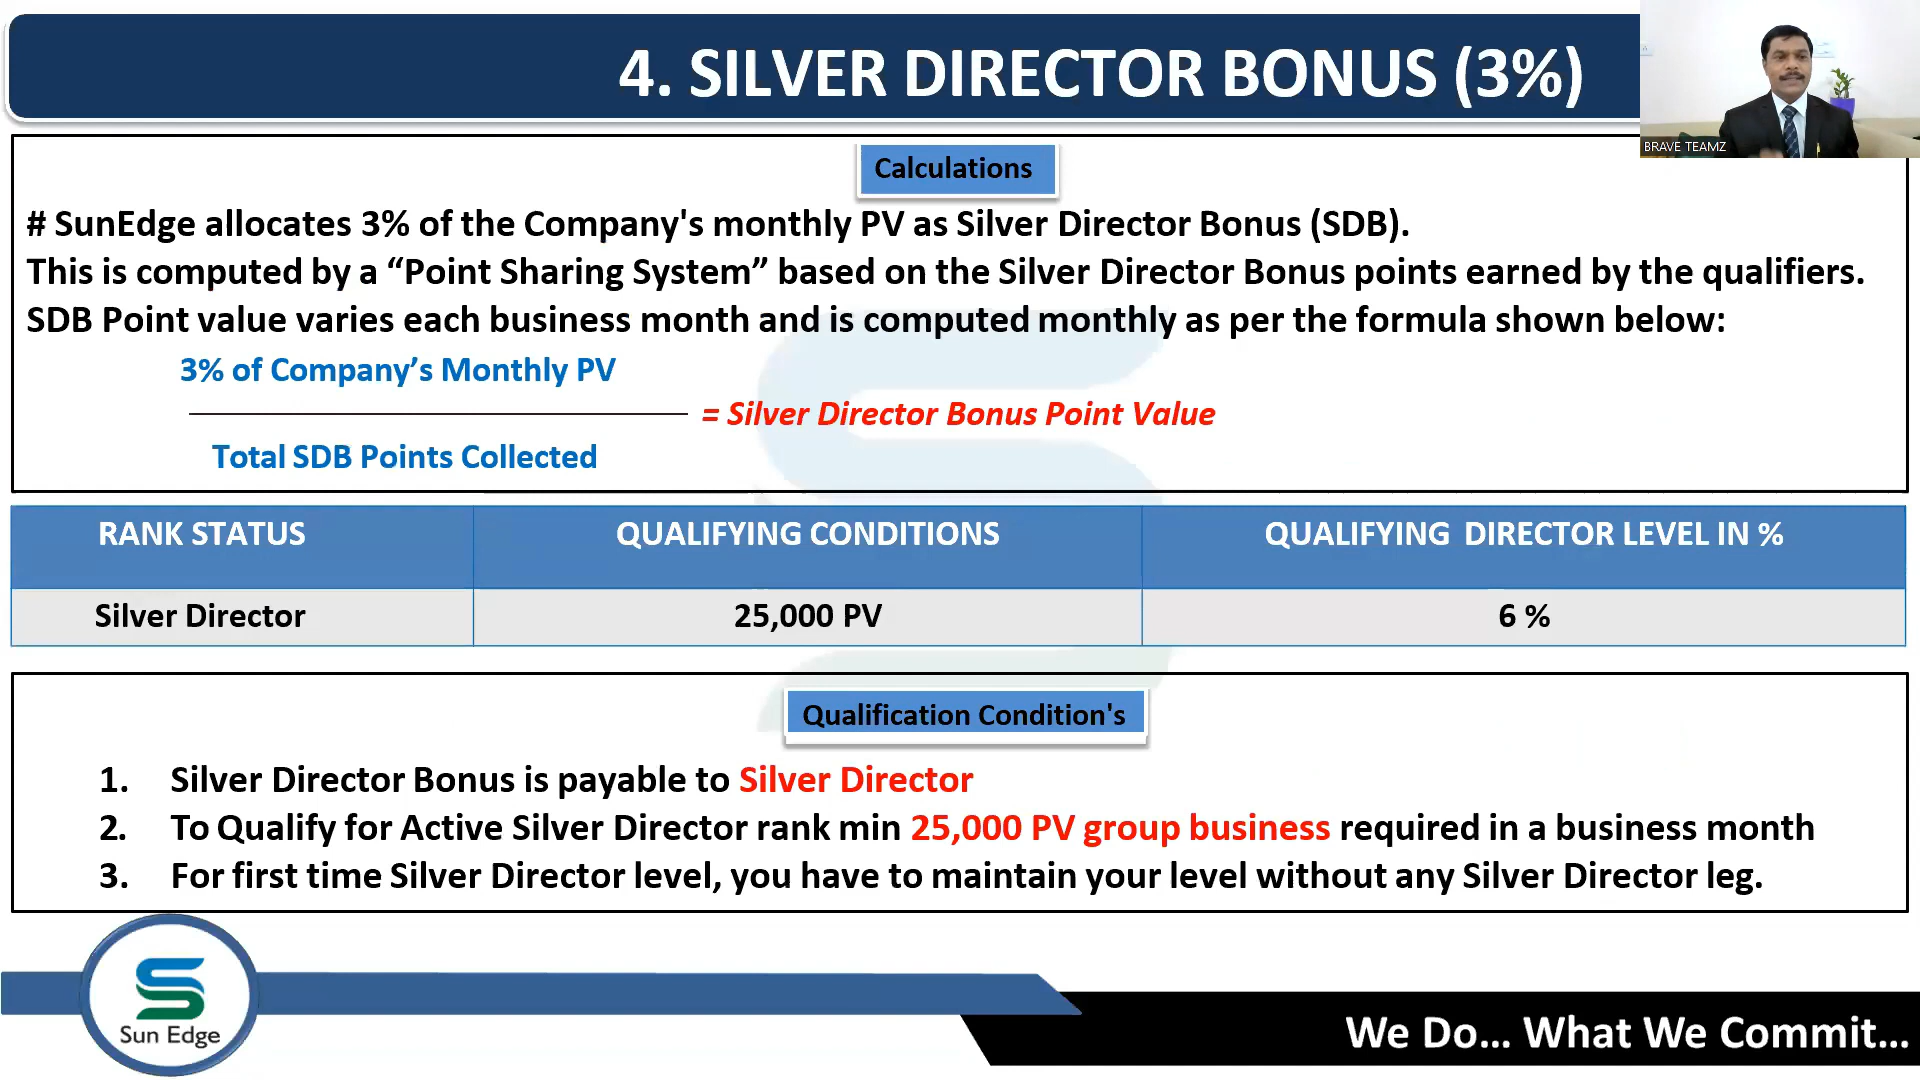 4. SILVER DIRECTOR BONUS (3%)
BRAVE TEAMZ
Calculations
# SunEdge allocates 3% of the Company's monthly PV as Silver Director Bonus (SDB).
This is computed by a “Point Sharing System” based on the Silver Director Bonus points earned by the qualifiers.
SDB Point value varies each business month and is computed monthly as per the formula shown below:
3% of Company’s Monthly PV
= Silver Director Bonus Point Value
Total SDB Points Collected
RANK STATUS QUALIFYING CONDITIONS QUALIFYING DIRECTOR LEVEL IN %
Silver Director 25,000 PV 6 %
Qualification Condition's
1. Silver Director Bonus is payable to Silver Director
2. To Qualify for Active Silver Director rank min 25,000 PV group business required in a business month
3. For first time Silver Director level, you have to maintain your level without any Silver Director leg.
Sun Edge
We Do... What We Commit...